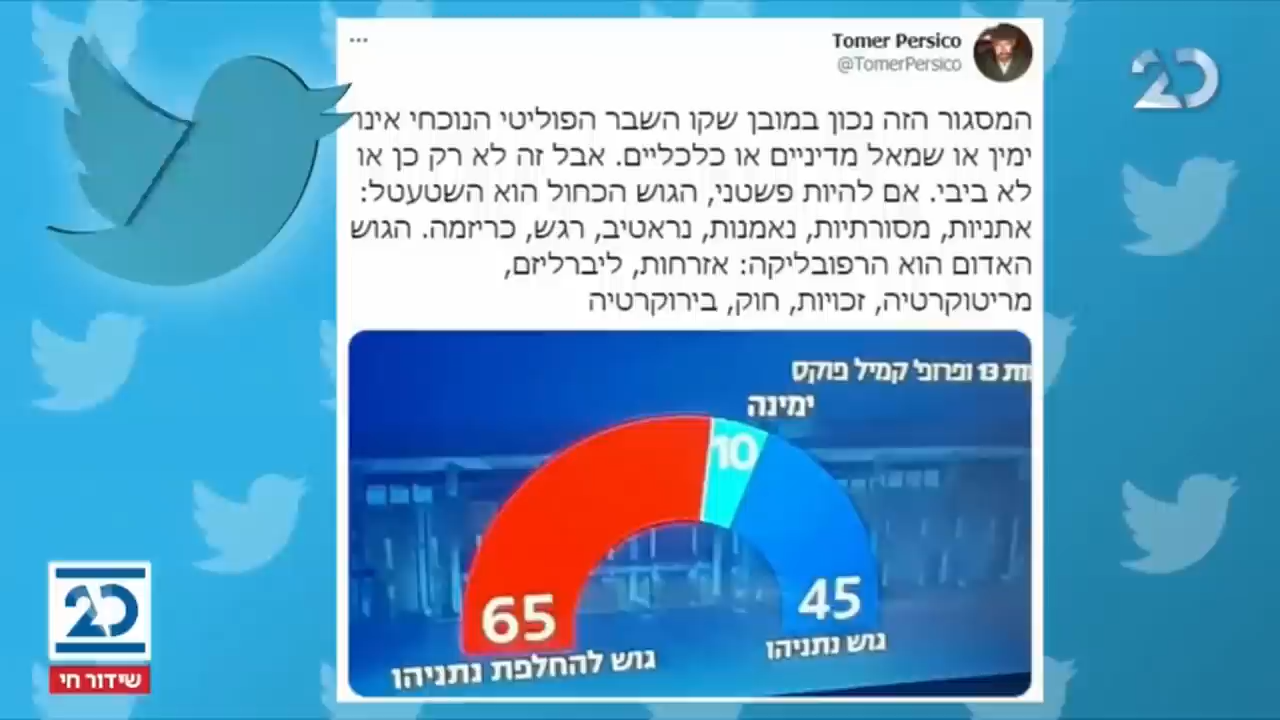 Tomer Persico
@TomerPersico
...
המסגור הזה נכון במובן שקו השבר הפוליטי הנוכחי אינו
ימין או שמאל מדיניים או כלכליים. אבל זה לא רק כן או
לא ביבי. אם להיות פשטני, הגוש הכחול הוא השטעטל:
אתניות, מסורתיות, נאמנות, נראטיב, רגש, כריזמה. הגוש
האדום הוא הרפובליקה: אזרחות, ליברליזם,
מריטוקרטיה, זכויות, חוק, בירוקרטיה
13 ופרופ' קמיל פוקס
ימינה
10
45
גוש נתניהו
65
גוש להחלפת נתניהו
20
20
שידור חי